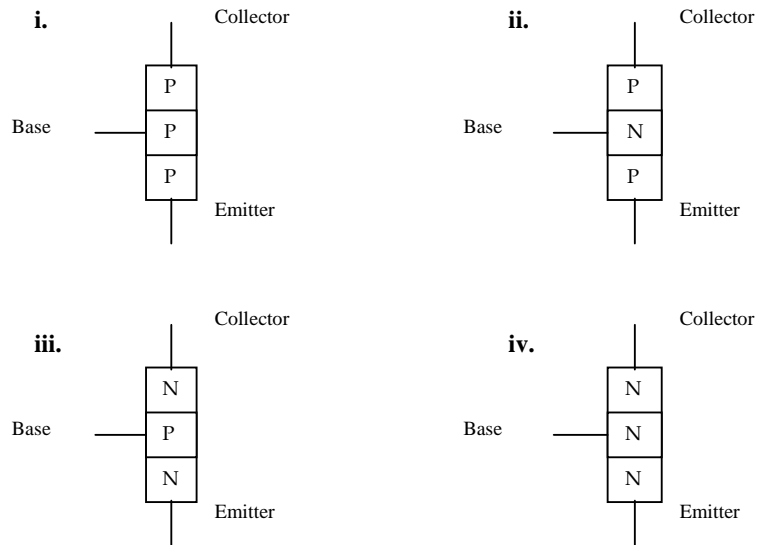 i.
Collector
P
Base
P
P
Emitter
ii.
Collector
P
Base
N
P
Emitter
iii.
Collector
N
Base
P
N
Emitter
iv.
Collector
N
Base
N
N
Emitter